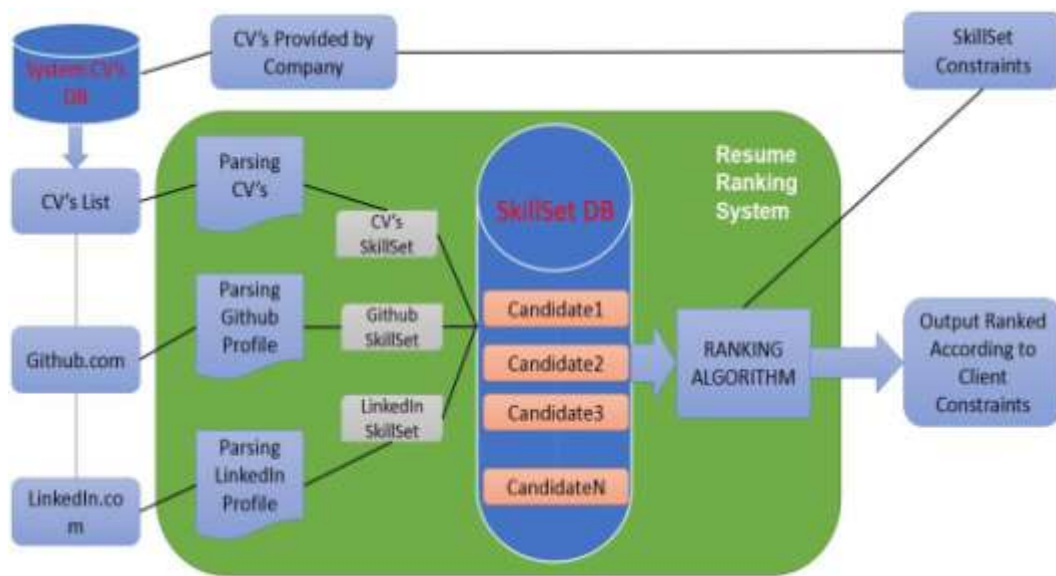 System CV's
DB
CV's Provided by
Company
SkillSet
Constraints
CV's List
Parsing
CV's
CV's
SkillSet
SkillSet DB
Resume
Ranking
System
Github.com
Parsing
Github
Profile
Github
SkillSet
Candidate1
Candidate2
Candidate3
CandidateN
RANKING
ALGORITHM
Output Ranked
According to
Client
Constraints
LinkedIn.co
m
Parsing
LinkedIn
Profile
LinkedIn
SkillSet